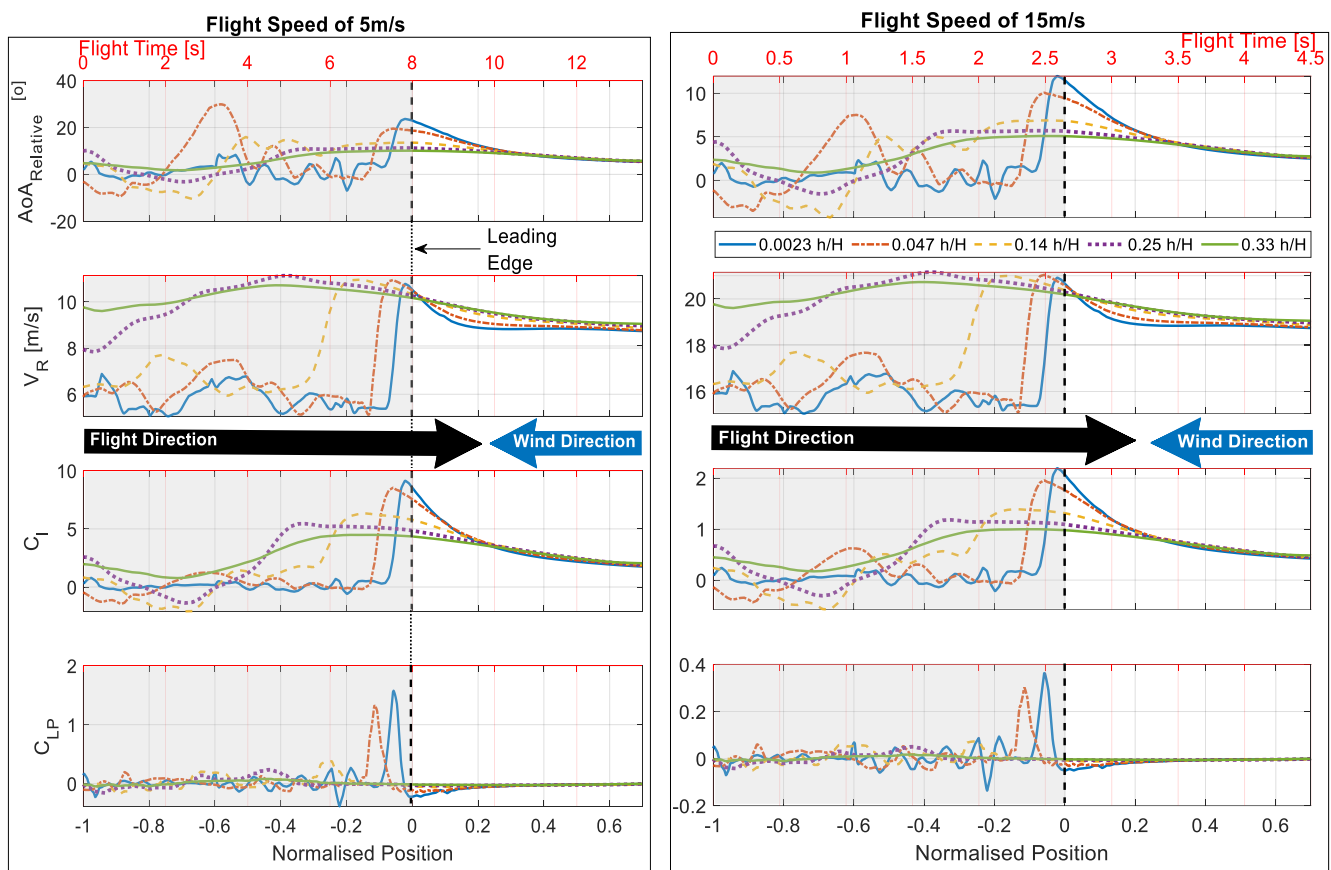 Flight Speed of 5m/s
Flight Time [s]
0 2 4 6 8 10 12
40
20
0
-20
AoA_Relative [o]
Leading
Edge
10
8
6
V_R [m/s]
Flight Direction
Wind Direction
10
5
0
C_l
2
1
0
C_LP
-1 -0.8 -0.6 -0.4 -0.2 0 0.2 0.4 0.6
Normalised Position
Flight Speed of 15m/s
Flight Time [s]
0 0.5 1 1.5 2 2.5 3 3.5 4 4.5
10
5
0
0.0023 h/H 0.047 h/H 0.14 h/H 0.25 h/H 0.33 h/H
20
18
16
Flight Direction
Wind Direction
2
1
0
0.4
0.2
0
-0.2
-1 -0.8 -0.6 -0.4 -0.2 0 0.2 0.4 0.6
Normalised Position